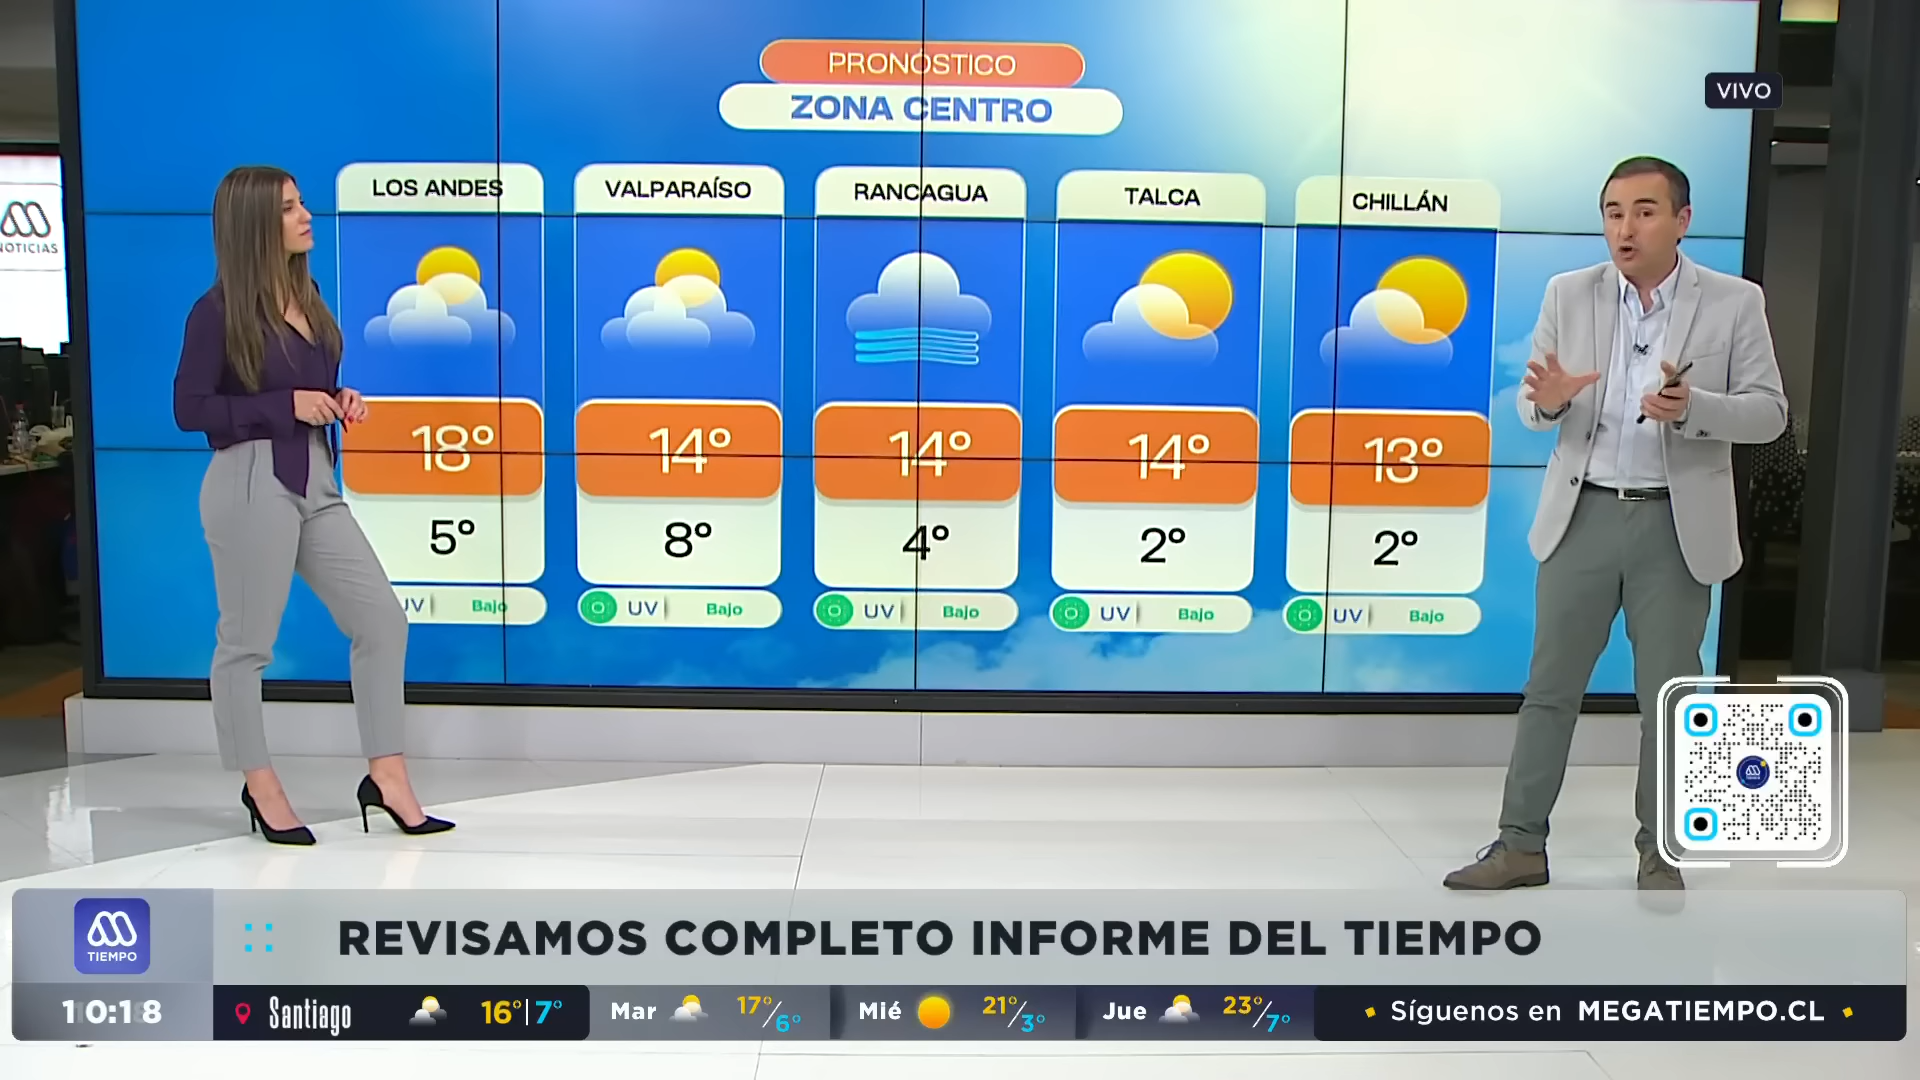 PRONÓSTICO
ZONA CENTRO
VIVO
NOTICIAS
LOS ANDES
VALPARAÍSO
RANCAGUA
TALCA
CHILLÁN
18° 14° 14° 14° 13°
5° 8° 4° 2° 2°
UV Bajo
UV Bajo
UV Bajo
UV Bajo
UV Bajo
REVISAMOS COMPLETO INFORME DEL TIEMPO
TIEMPO
10:18
Santiago 16° 7°
Mar 17°/6°
Mié 21°/3°
Jue 23°/7°
Síguenos en MEGATIEMPO.CL